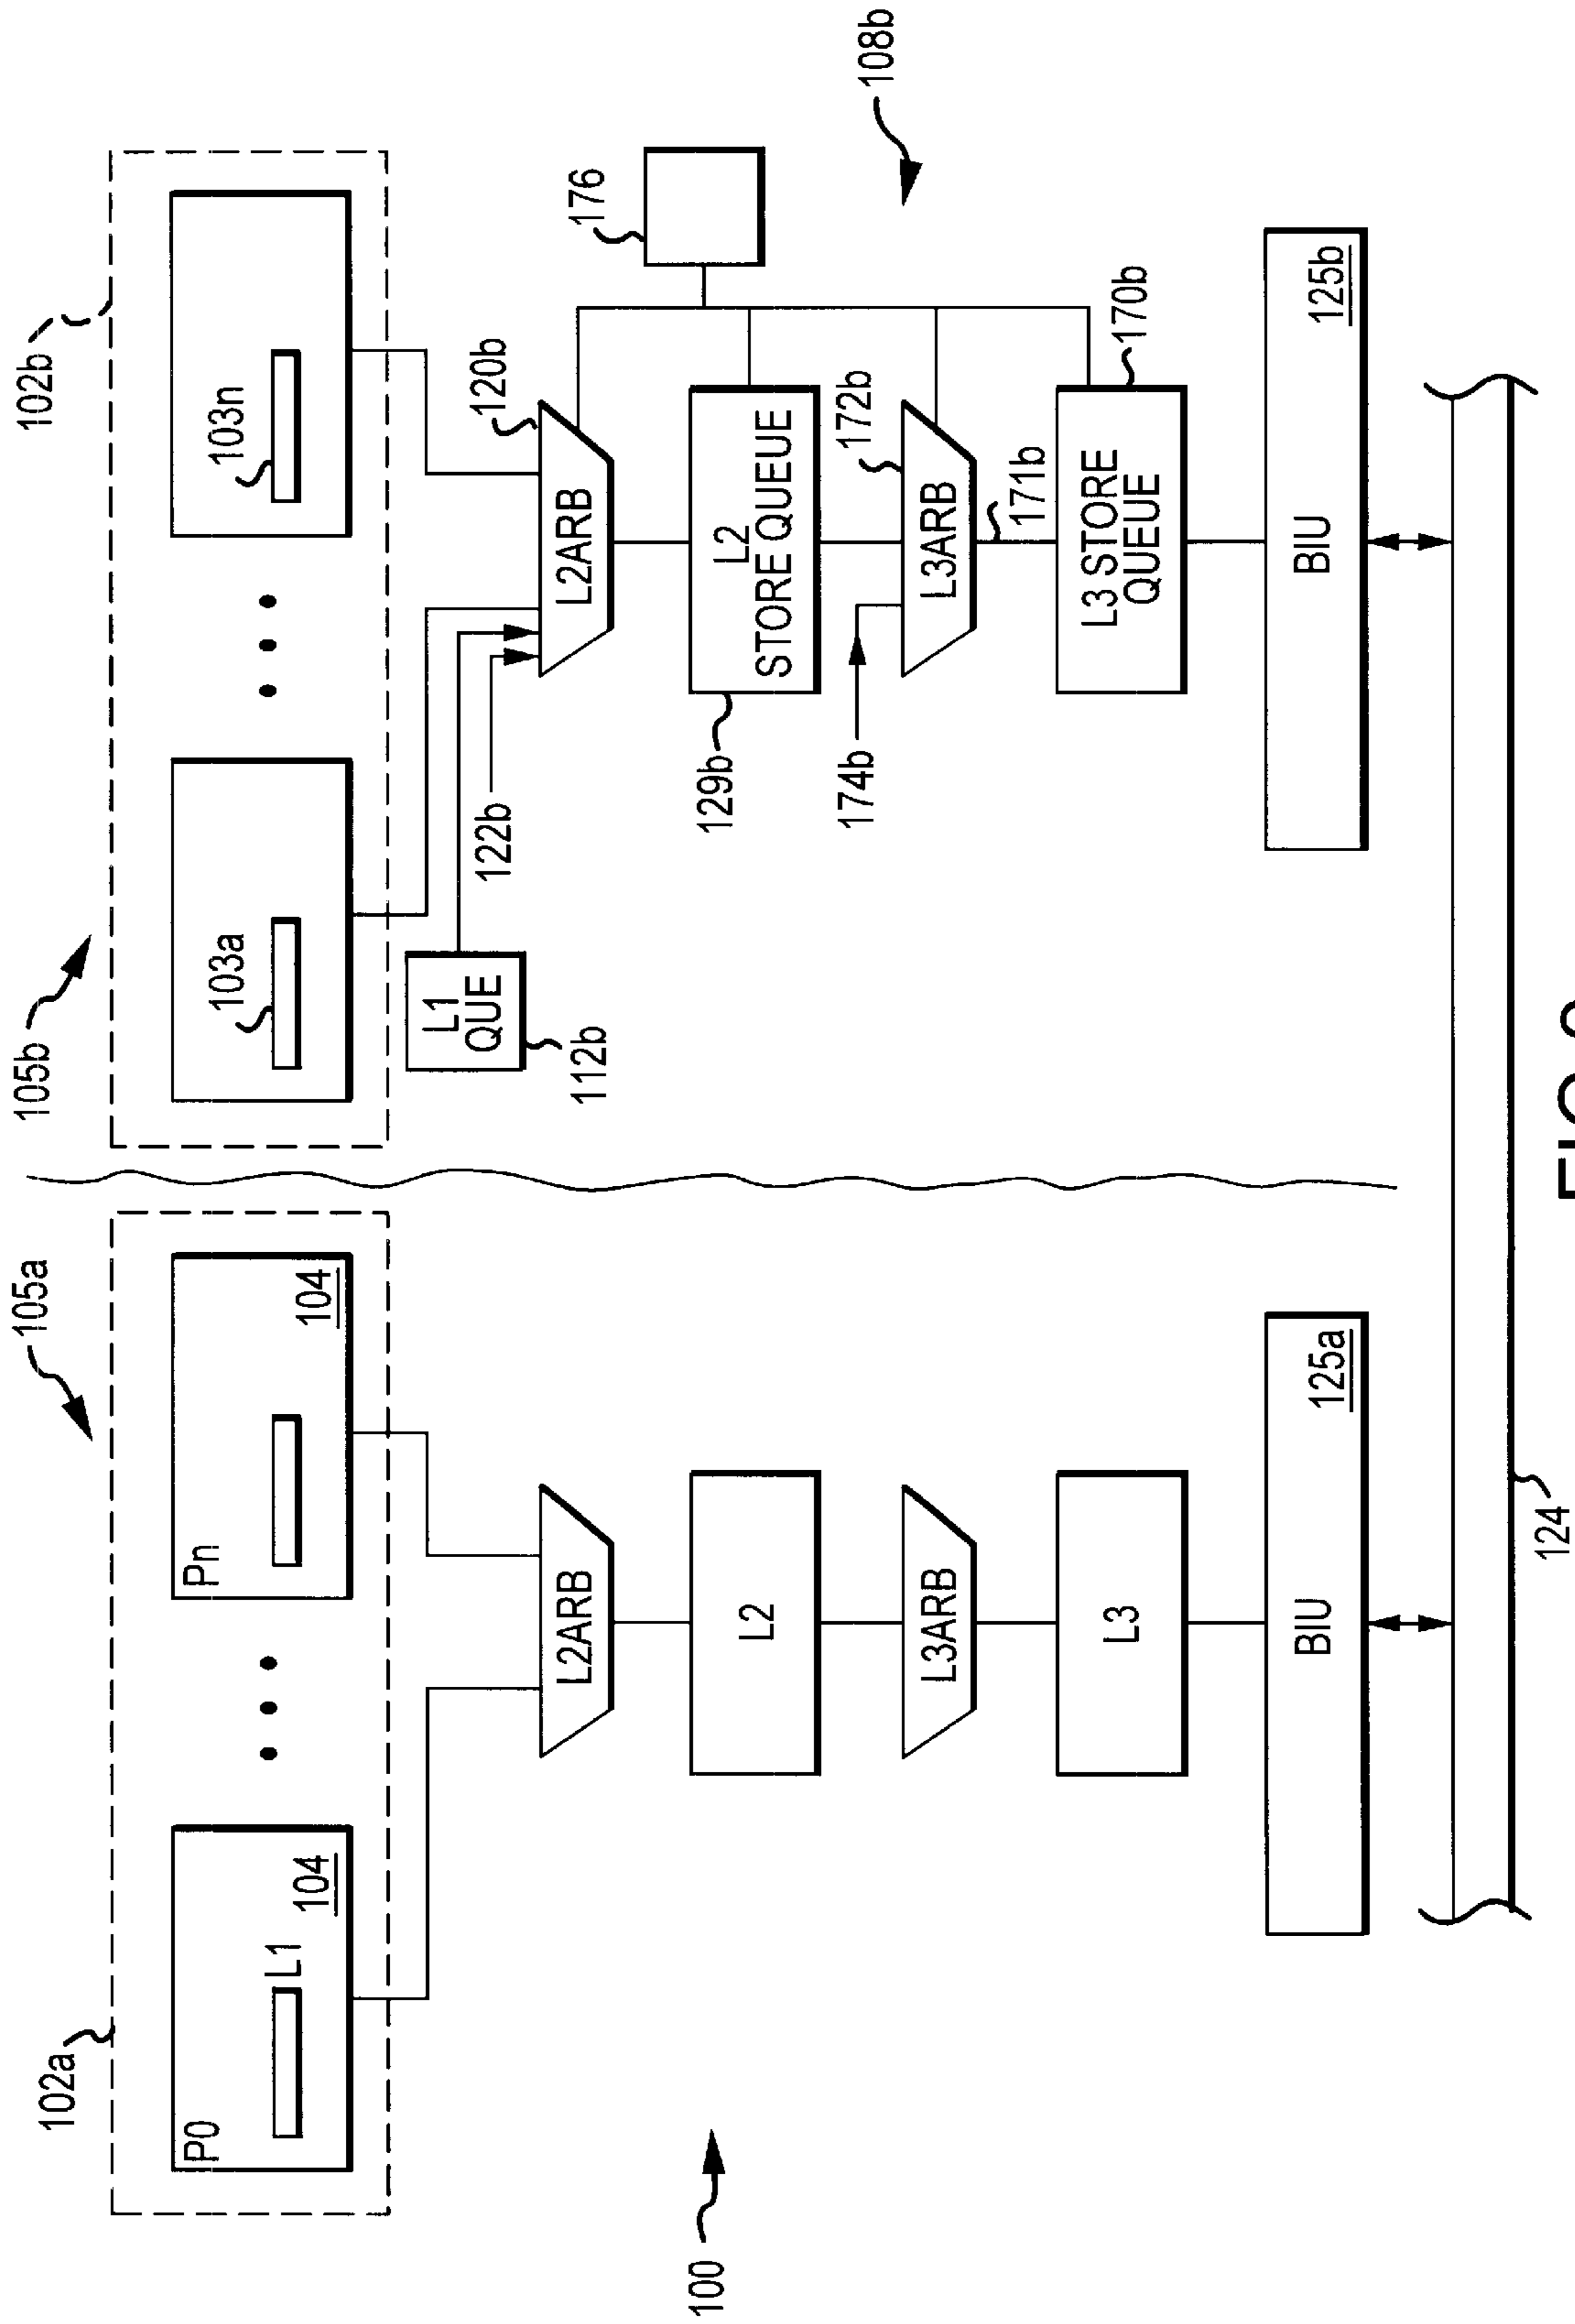 102a
105a
105b
102b
P0
L1
104
Pn
104
103a
103n
L1
QUE
112b
122b
L2ARB
L2ARB
120b
176
100
L2
129b
L2
STORE QUEUE
108b
174b
L3ARB
L3ARB
172b
171b
L3
L3 STORE
QUEUE
170b
BIU
125a
BIU
125b
124